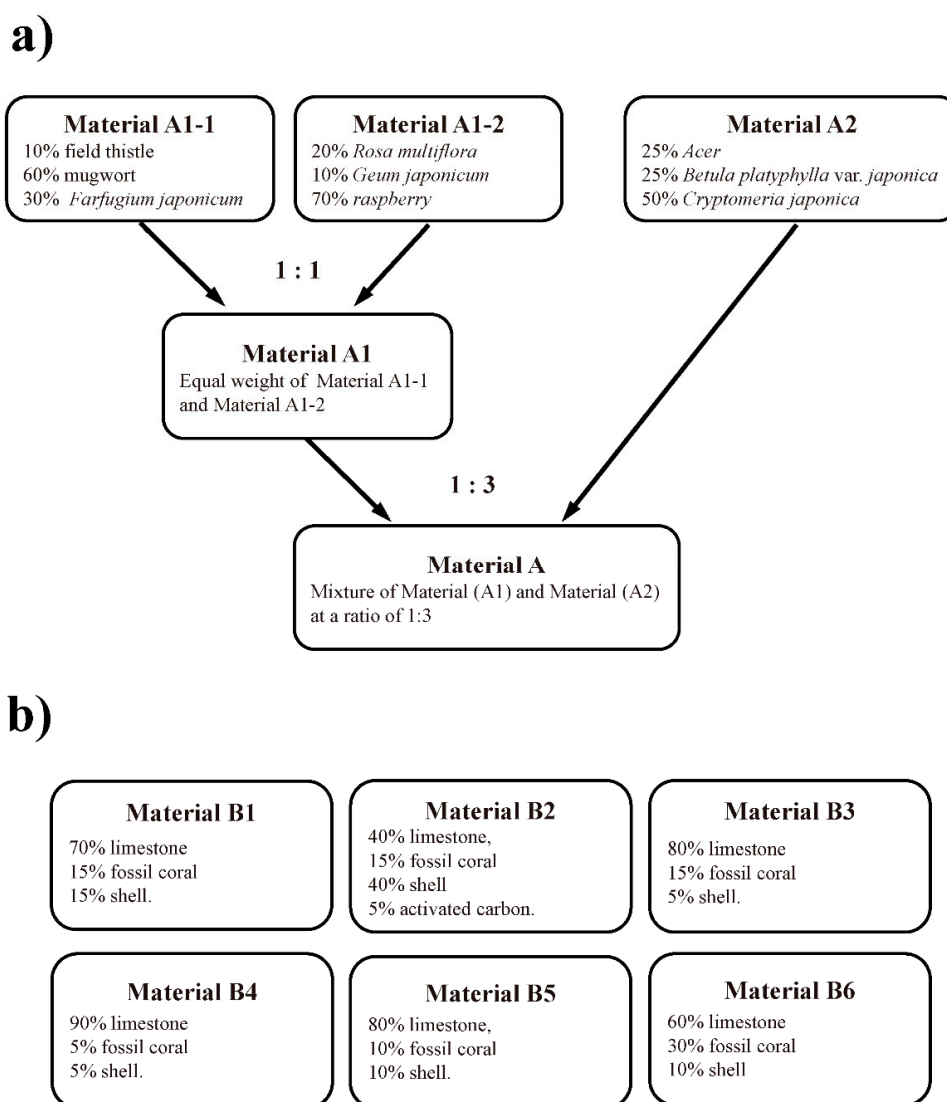 a)
Material A1-1
10% field thistle
60% mugwort
30% Farfugium japonicum
Material A1-2
20% Rosa multiflora
10% Geum japonicum
70% raspberry
Material A2
25% Acer
25% Betula platyphylla var. japonica
50% Cryptomeria japonica
1 : 1
Material A1
Equal weight of Material A1-1
and Material A1-2
1 : 3
Material A
Mixture of Material (A1) and Material (A2)
at a ratio of 1:3
b)
Material B1
70% limestone
15% fossil coral
15% shell.
Material B2
40% limestone,
15% fossil coral
40% shell
5% activated carbon.
Material B3
80% limestone
15% fossil coral
5% shell.
Material B4
90% limestone
5% fossil coral
5% shell.
Material B5
80% limestone,
10% fossil coral
10% shell.
Material B6
60% limestone
30% fossil coral
10% shell